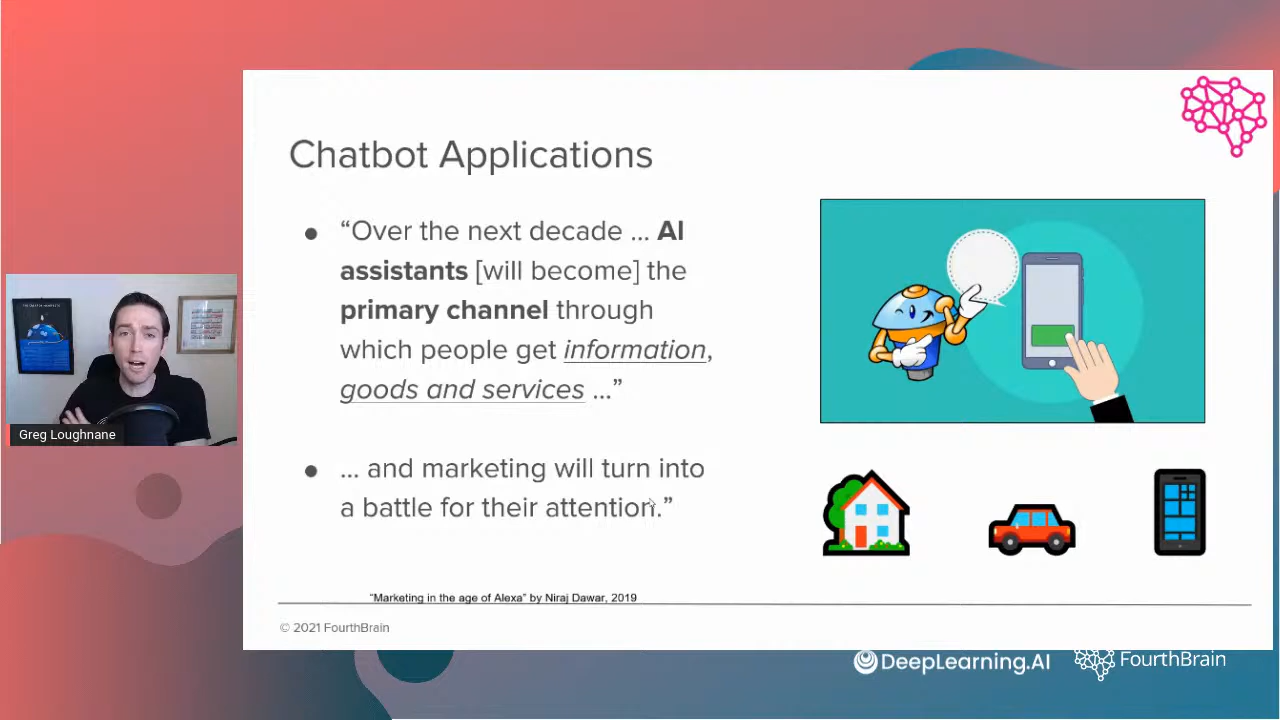 Chatbot Applications
● “Over the next decade ... AI
assistants [will become] the
primary channel through
which people get information,
goods and services ...”
● ... and marketing will turn into
a battle for their attention.”
“Marketing in the age of Alexa” by Niraj Dawar, 2019
© 2021 FourthBrain
Greg Loughnane
DeepLearning.AI
FourthBrain